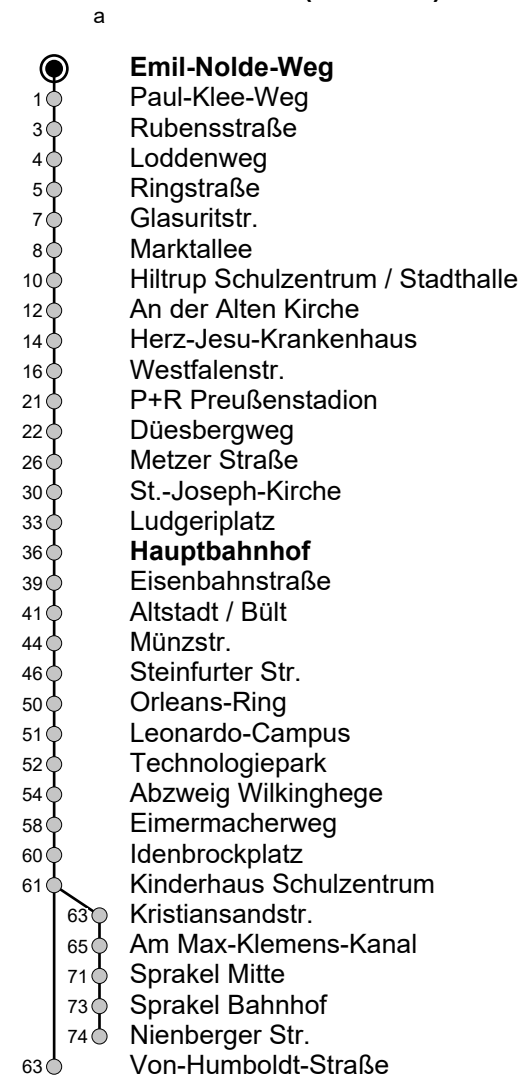 a
Emil-Nolde-Weg
1 Paul-Klee-Weg
3 Rubensstraße
4 Loddenweg
5 Ringstraße
7 Glasuritstr.
8 Marktallee
10 Hiltrup Schulzentrum / Stadthalle
12 An der Alten Kirche
14 Herz-Jesu-Krankenhaus
16 Westfalenstr.
21 P+R Preußenstadion
22 Düesbergweg
26 Metzer Straße
30 St.-Joseph-Kirche
33 Ludgeriplatz
36 Hauptbahnhof
39 Eisenbahnstraße
41 Altstadt / Bült
44 Münzstr.
46 Steinfurter Str.
50 Orleans-Ring
51 Leonardo-Campus
52 Technologiepark
54 Abzweig Wilkinghege
58 Eimermacherweg
60 Idenbrockplatz
61 Kinderhaus Schulzentrum
63 Kristiansandstr.
65 Am Max-Klemens-Kanal
71 Sprakel Mitte
73 Sprakel Bahnhof
74 Nienberger Str.
63 Von-Humboldt-Straße